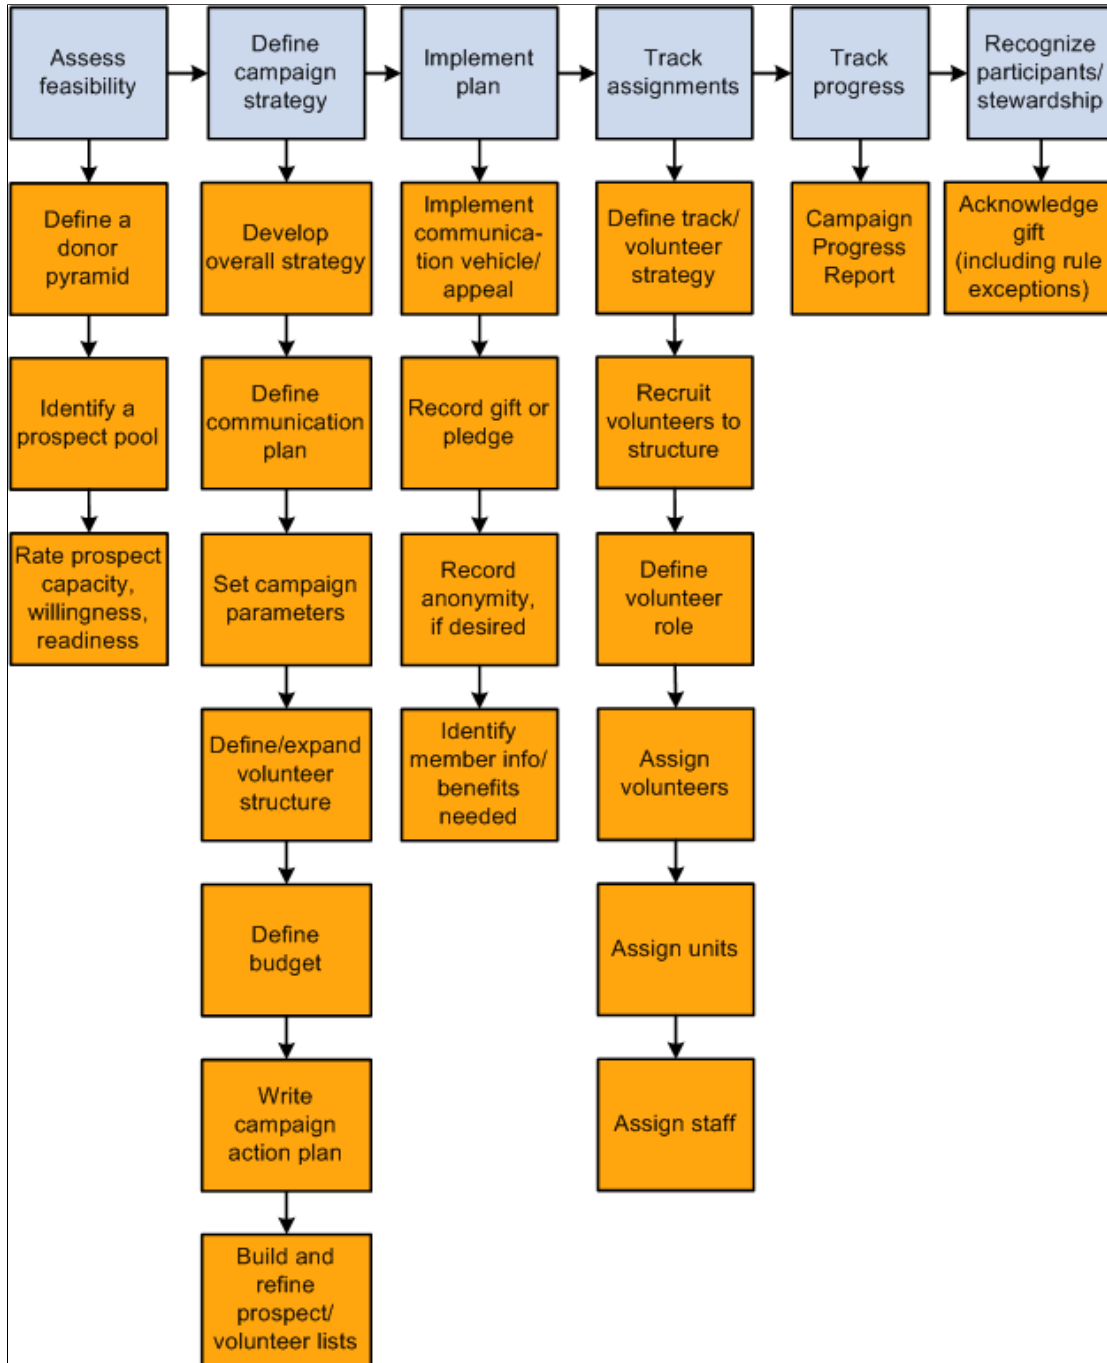 Assess
feasibility
Define
campaign
strategy
Implement
plan
Track
assignments
Track
progress
Recognize
participants/
stewardship
Define a
donor
pyramid
Identify a
prospect pool
Rate prospect
capacity,
willingness,
readiness
Develop
overall strategy
Define
communication
plan
Set campaign
parameters
Define/expand
volunteer
structure
Define
budget
Write
campaign
action plan
Build and
refine
prospect/
volunteer lists
Implement
communica-
tion vehicle/
appeal
Record gift or
pledge
Record
anonymity,
if desired
Identify
member info/
benefits
needed
Define track/
volunteer
strategy
Recruit
volunteers to
structure
Define
volunteer
role
Assign
volunteers
Assign units
Assign staff
Campaign
Progress
Report
Acknowledge
gift
(including rule
exceptions)